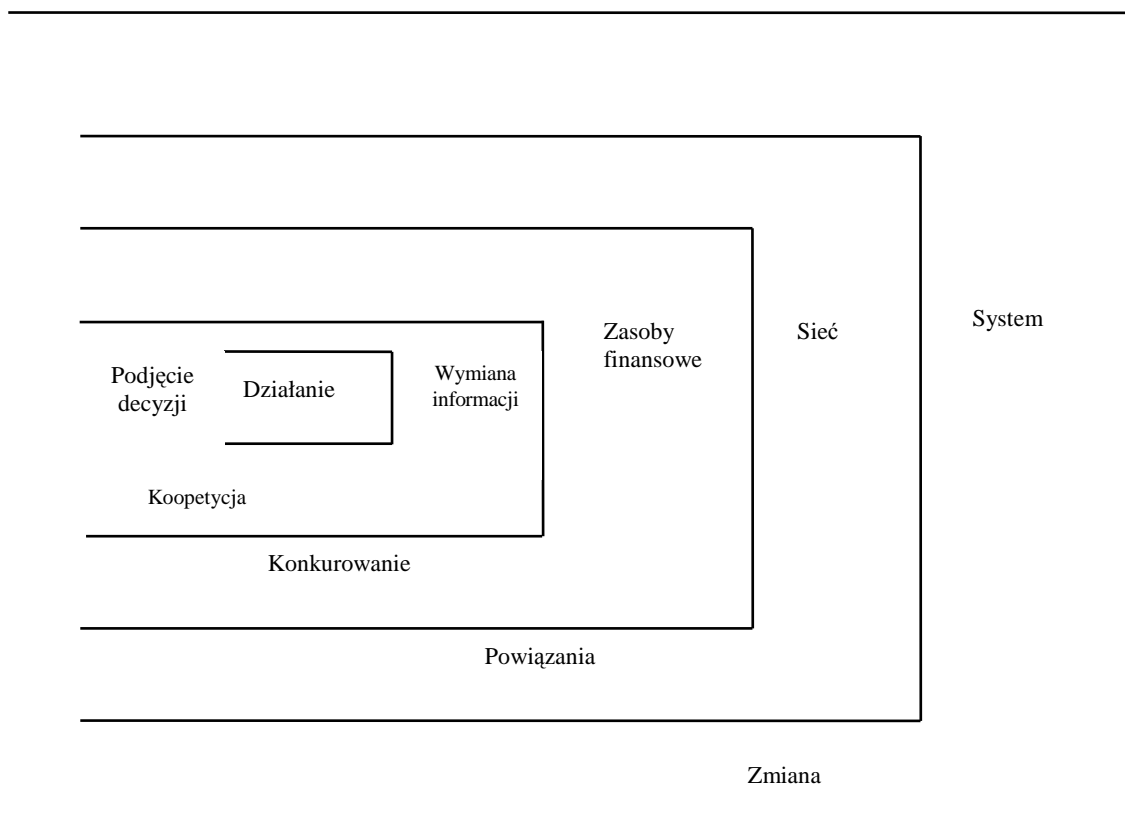 System
Zasoby
finansowe
Sieć
Podjęcie
decyzji
Działanie
Wymiana
informacji
Koopetycja
Konkurowanie
Powiązania
Zmiana